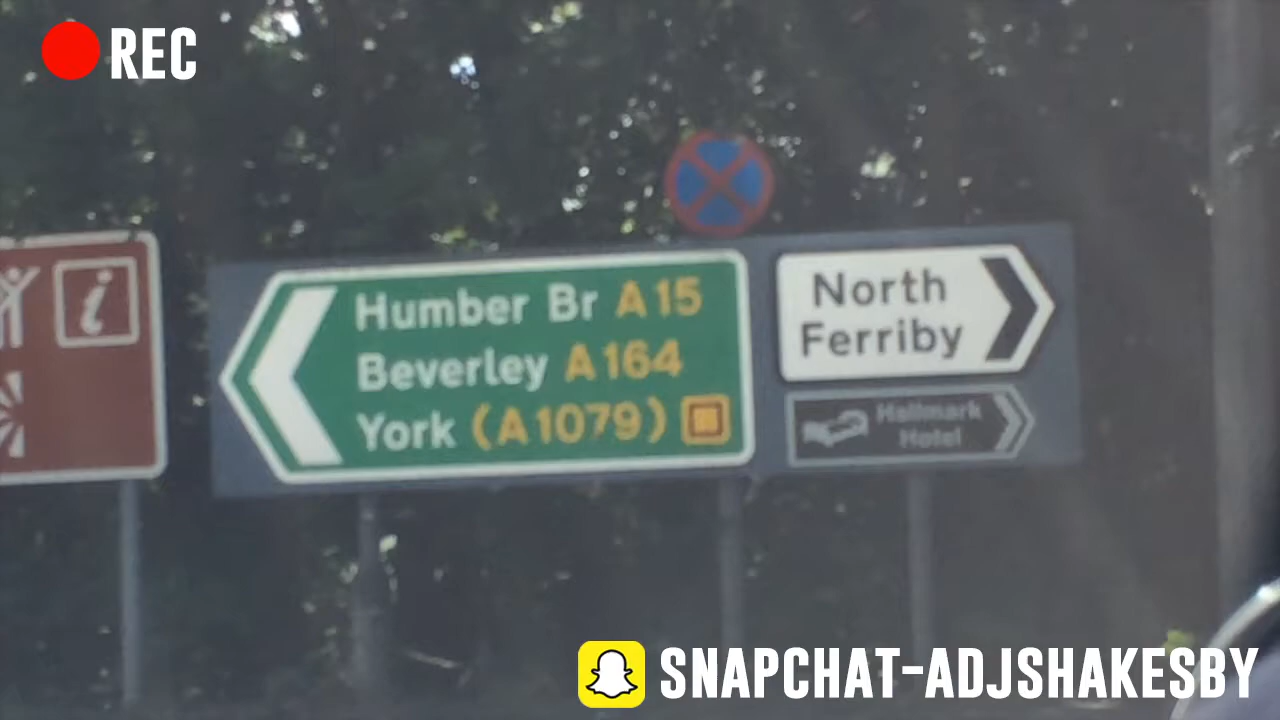 REC
i
Humber Br A15
Beverley A164
York (A1079)
North
Ferriby
Hallmark
Hotel
SNAPCHAT-ADJSHAKESBY